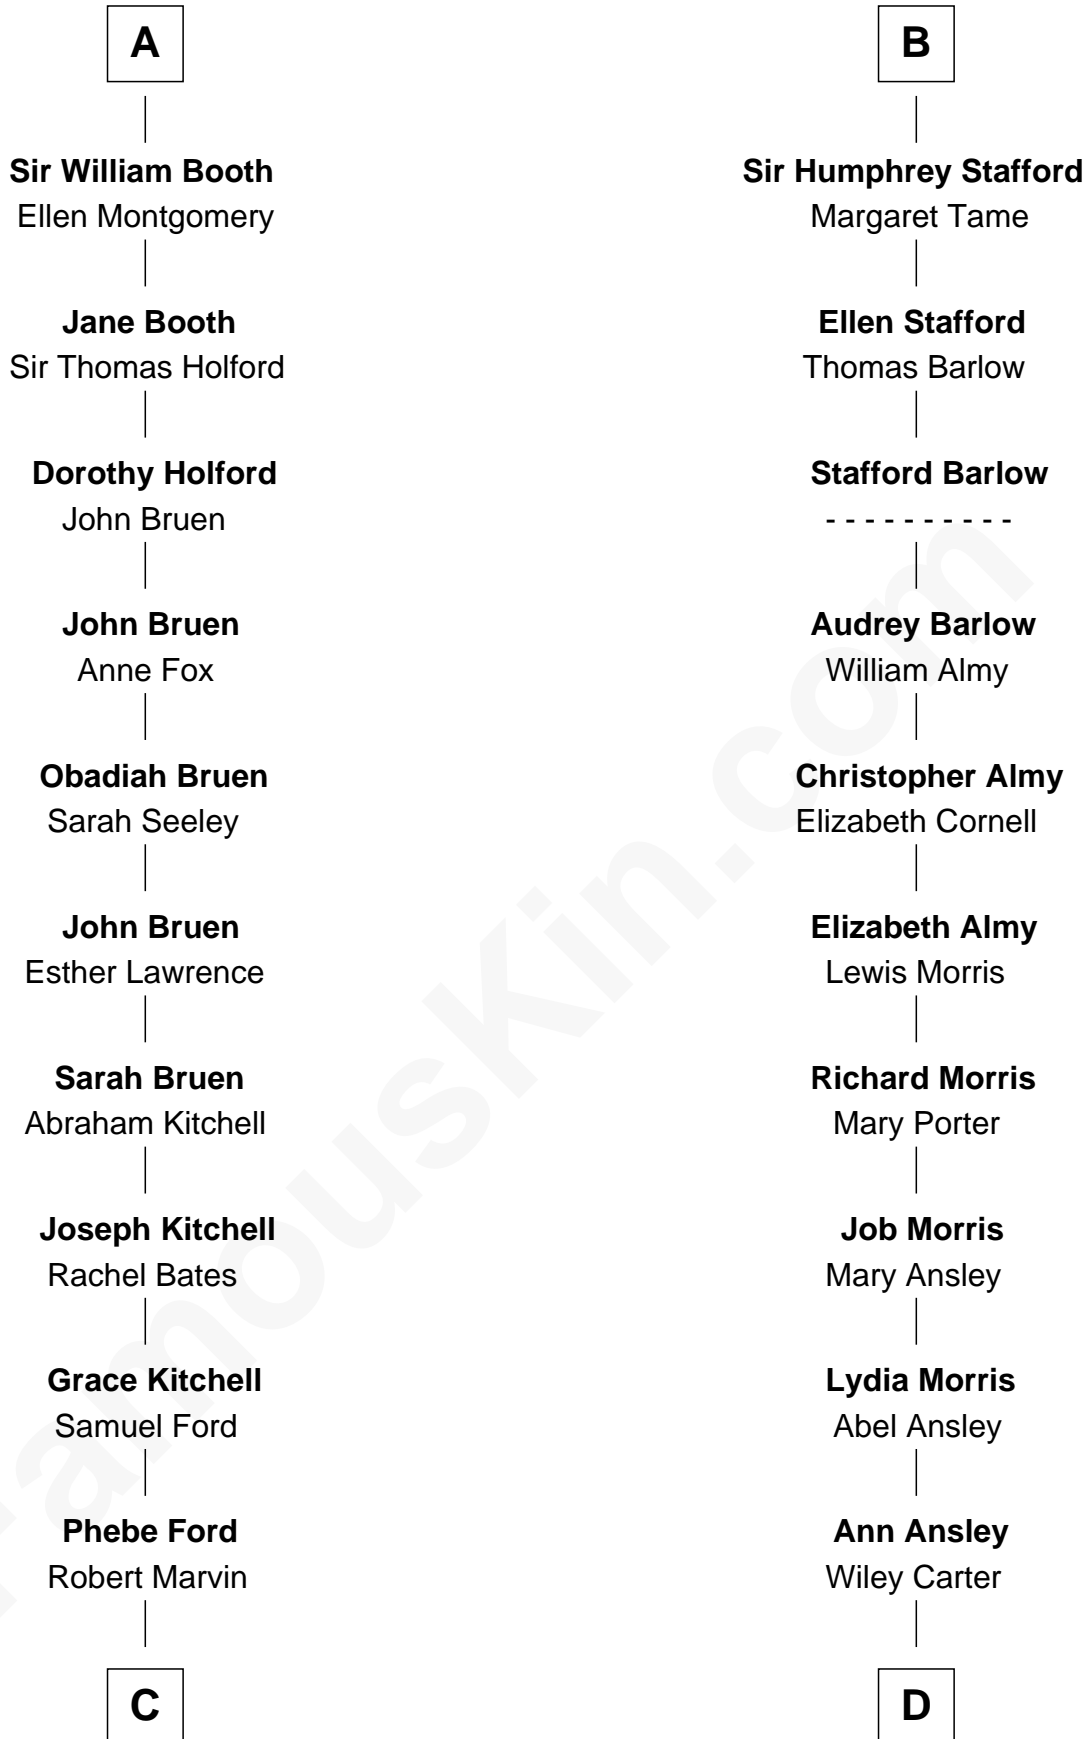 A
Sir William Booth
Ellen Montgomery
Jane Booth
Sir Thomas Holford
Dorothy Holford
John Bruen
John Bruen
Anne Fox
Obadiah Bruen
Sarah Seeley
John Bruen
Esther Lawrence
Sarah Bruen
Abraham Kitchell
Joseph Kitchell
Rachel Bates
Grace Kitchell
Samuel Ford
Phebe Ford
Robert Marvin
C
B
Sir Humphrey Stafford
Margaret Tame
Ellen Stafford
Thomas Barlow
Stafford Barlow
- - - - - - - - - -
Audrey Barlow
William Almy
Christopher Almy
Elizabeth Cornell
Elizabeth Almy
Lewis Morris
Richard Morris
Mary Porter
Job Morris
Mary Ansley
Lydia Morris
Abel Ansley
Ann Ansley
Wiley Carter
D
FamousKin.com